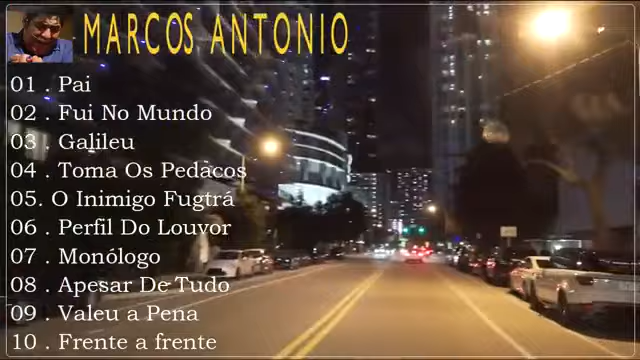 MARCOS ANTONIO
01 . Pai
02 . Fui No Mundo
03 . Galileu
04 . Toma Os Pedacos
05. O Inimigo Fugtrá
06 . Perfil Do Louvor
07 . Monólogo
08 . Apesar De Tudo
09 . Valeu a Pena
10 . Frente a frente